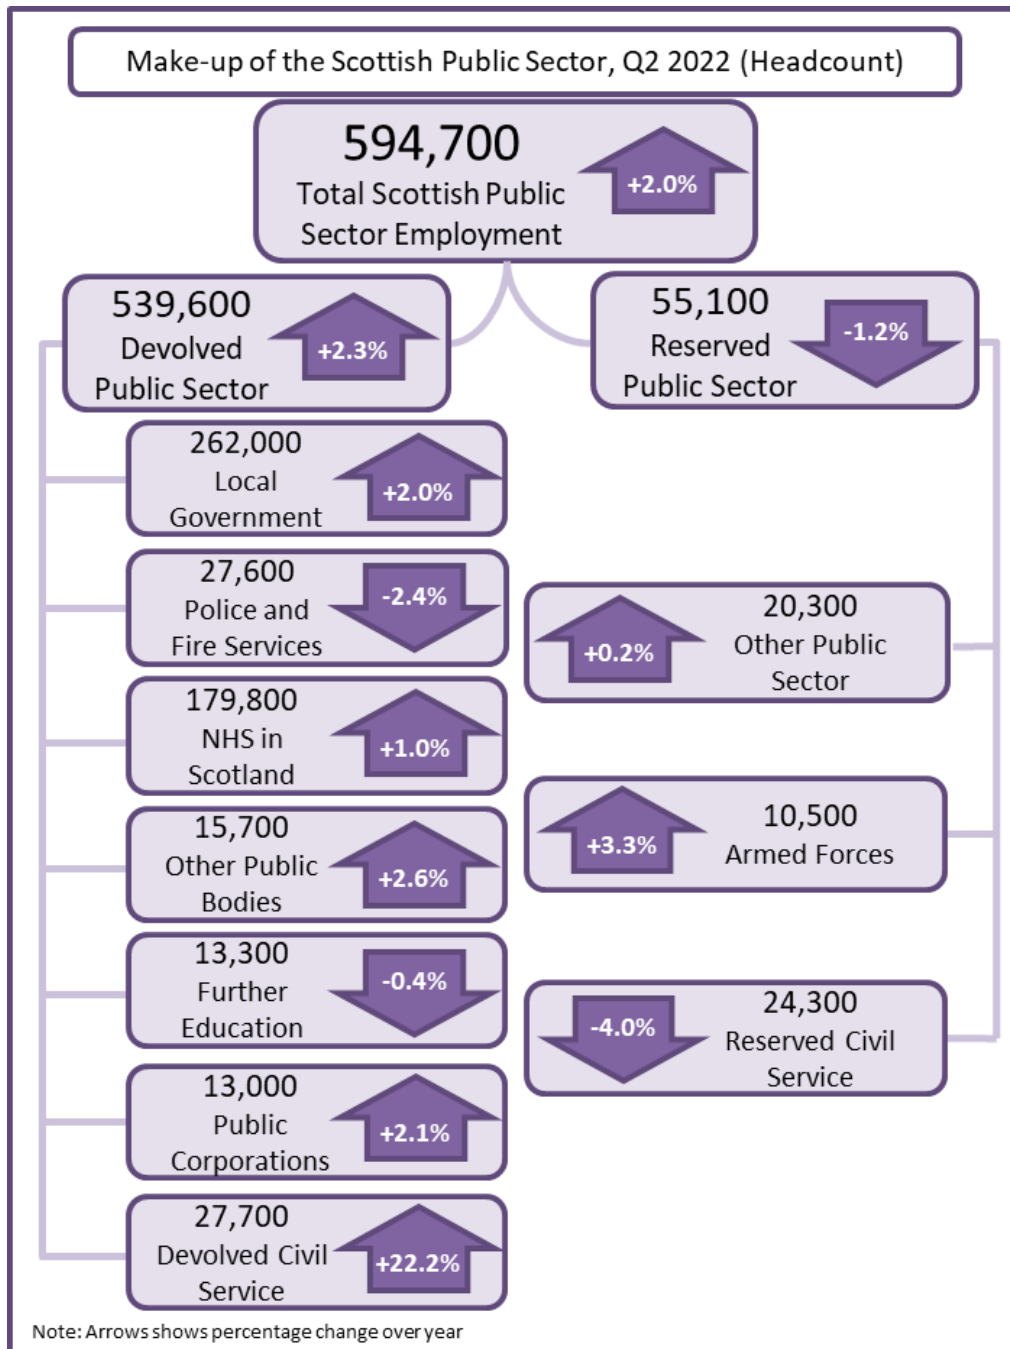 Make-up of the Scottish Public Sector, Q2 2022 (Headcount)
594,700
Total Scottish Public
Sector Employment
+2.0%
539,600
Devolved
Public Sector
+2.3%
55,100
Reserved
Public Sector
-1.2%
262,000
Local
Government
+2.0%
27,600
Police and
Fire Services
-2.4%
179,800
NHS in
Scotland
+1.0%
15,700
Other Public
Bodies
+2.6%
13,300
Further
Education
-0.4%
13,000
Public
Corporations
+2.1%
27,700
Devolved Civil
Service
+22.2%
+0.2%
20,300
Other Public
Sector
+3.3%
10,500
Armed Forces
-4.0%
24,300
Reserved Civil
Service
Note: Arrows shows percentage change over year